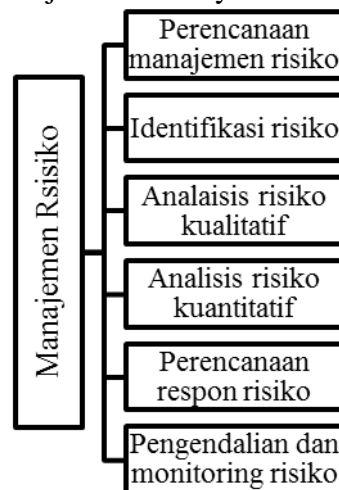 Manajemen Rsisiko
Perencanaan
manajemen risiko
Identifikasi risiko
Analaisis risiko
kualitatif
Analisis risiko
kuantitatif
Perencanaan
respon risiko
Pengendalian dan
monitoring risiko